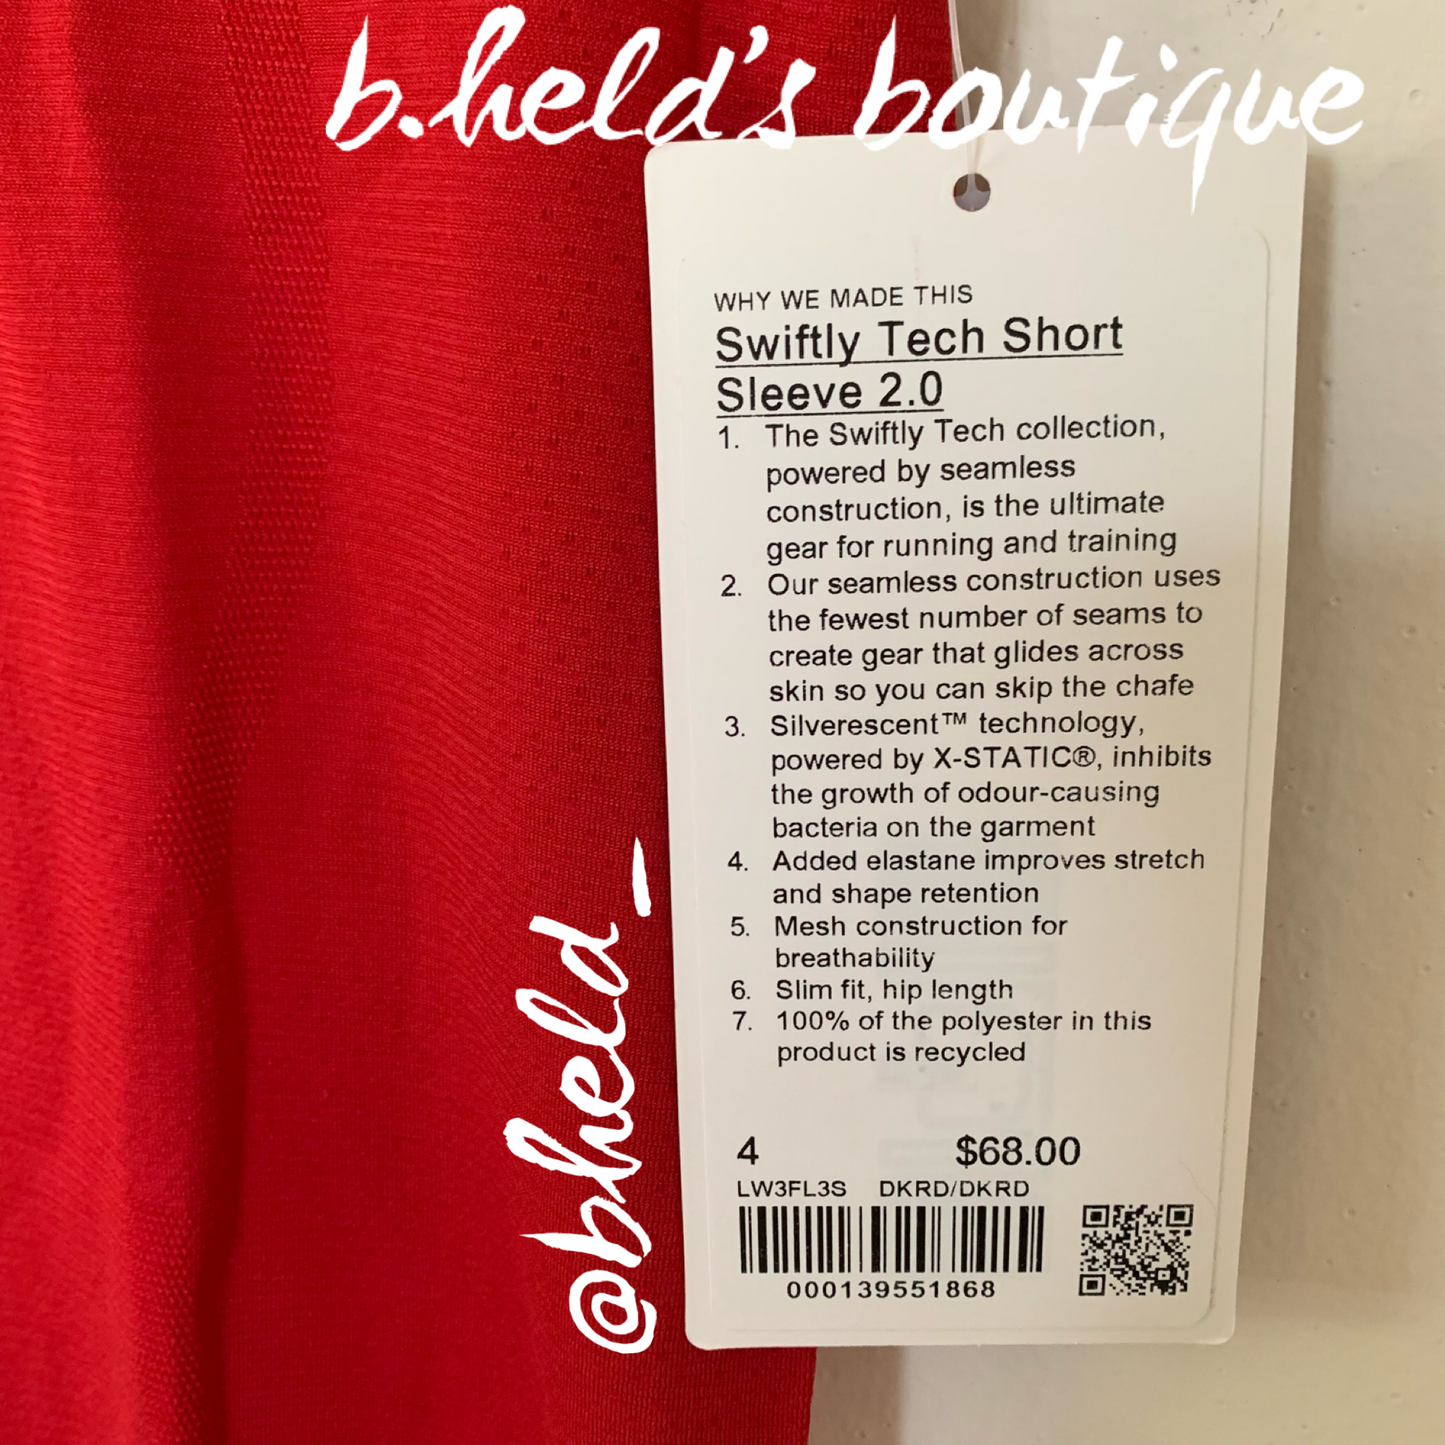 b.held's boutique
WHY WE MADE THIS
Swiftly Tech Short
Sleeve 2.0
1. The Swiftly Tech collection,
powered by seamless
construction, is the ultimate
gear for running and training
2. Our seamless construction uses
the fewest number of seams to
create gear that glides across
skin so you can skip the chafe
3. Silverescent™ technology,
powered by X-STATIC®, inhibits
the growth of odour-causing
bacteria on the garment
4. Added elastane improves stretch
and shape retention
5. Mesh construction for
breathability
6. Slim fit, hip length
7. 100% of the polyester in this
product is recycled
4 $68.00
LW3FL3S DKRD/DKRD
000139551868
@bheld_